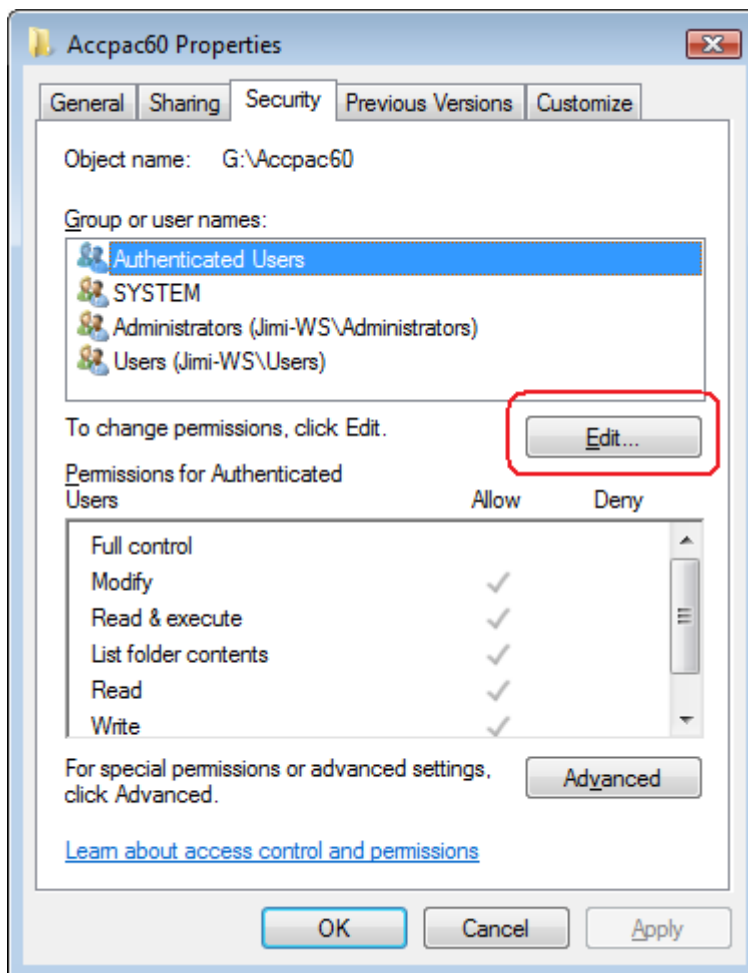 Accpac60 Properties
General Sharing Security Previous Versions Customize
Object name: G:\Accpac60
Group or user names:
Authenticated Users
SYSTEM
Administrators (Jimi-WS\Administrators)
Users (Jimi-WS\Users)
To change permissions, click Edit.
Edit...
Permissions for Authenticated
Users Allow Deny
Full control
Modify
Read & execute
List folder contents
Read
Write
For special permissions or advanced settings,
click Advanced.
Advanced
Learn about access control and permissions
OK Cancel Apply